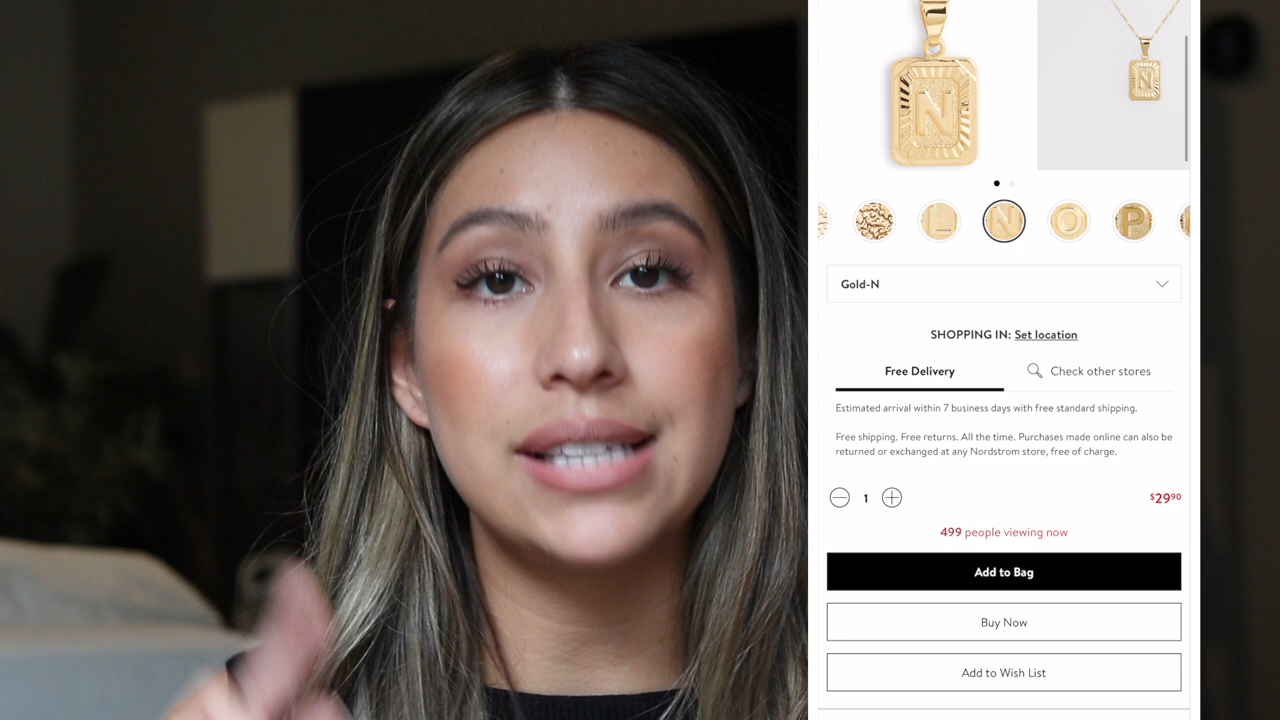 N
N
L
N
O
P
Gold-N
SHOPPING IN: Set location
Free Delivery
Check other stores
Estimated arrival within 7 business days with free standard shipping.
Free shipping. Free returns. All the time. Purchases made online can also be
returned or exchanged at any Nordstrom store, free of charge.
1
$29 90
499 people viewing now
Add to Bag
Buy Now
Add to Wish List